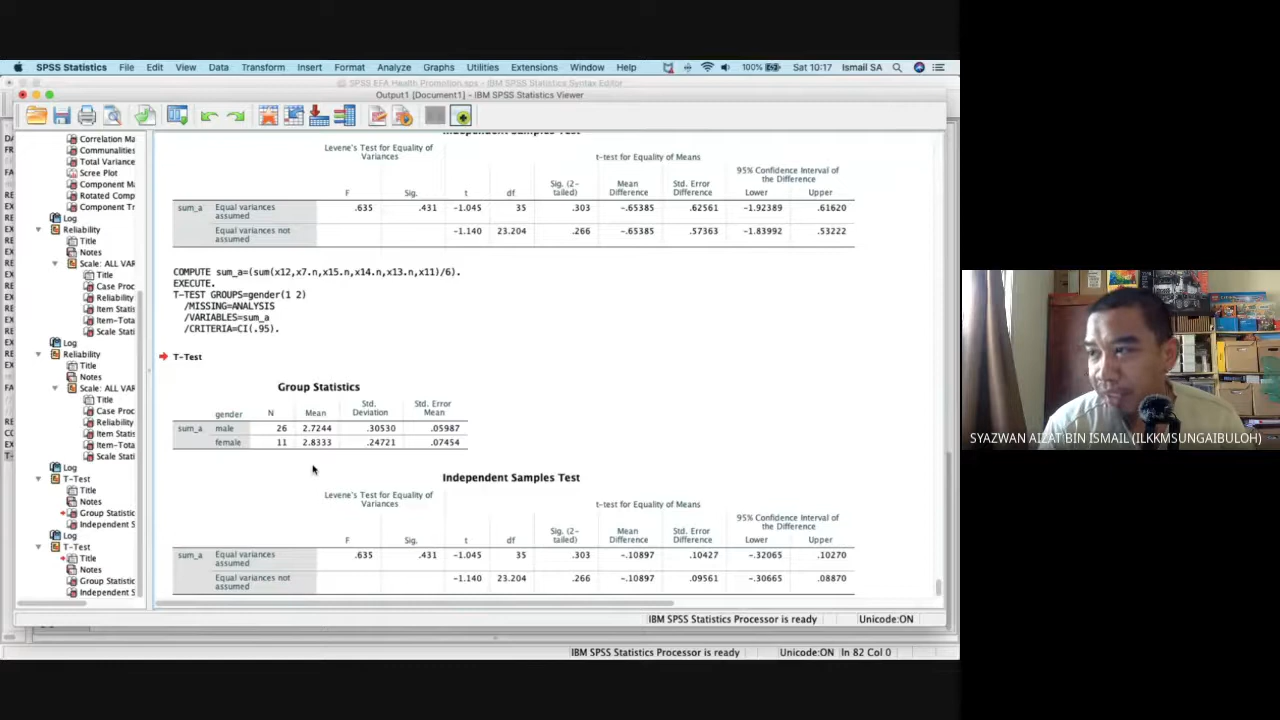 SPSS Statistics File Edit View Data Transform Insert Format Analyze Graphs Utilities Extensions Window Help 100% Sat 10:17 Ismail SA
SPSS EFA Health Promotion.sps - IBM SPSS Statistics Syntax Editor
Output1 [Document1] - IBM SPSS Statistics Viewer
Correlation Ma
Communalities
Total Variance
Scree Plot
Component M
Rotated Comp
Component Tr
Log
Reliability
Title
Notes
Scale: ALL VAR
Title
Case Proc
Reliability
Item Statis
Item-Tota
Scale Stati
Log
Reliability
Title
Notes
Scale: ALL VAR
Title
Case Proc
Reliability
Item Statis
Item-Tota
Scale Stati
Log
T-Test
Title
Notes
Group Statistic
Independent S
Log
T-Test
Title
Notes
Group Statistic
Independent S
Independent Samples Test
Levene's Test for Equality of Variances
t-test for Equality of Means
95% Confidence Interval of the Difference
F Sig. t df Sig. (2-tailed) Mean Difference Std. Error Difference Lower Upper
sum_a Equal variances assumed .635 .431 -1.045 35 .303 -.65385 .62561 -1.92389 .61620
Equal variances not assumed -1.140 23.204 .266 -.65385 .57363 -1.83992 .53222
COMPUTE sum_a=(sum(x12,x7.n,x15.n,x14.n,x13.n,x11)/6).
EXECUTE.
T-TEST GROUPS=gender(1 2)
/MISSING=ANALYSIS
/VARIABLES=sum_a
/CRITERIA=CI(.95).
T-Test
Group Statistics
gender N Mean Std. Deviation Std. Error Mean
sum_a male 26 2.7244 .30530 .05987
female 11 2.8333 .24721 .07454
Independent Samples Test
Levene's Test for Equality of Variances
t-test for Equality of Means
95% Confidence Interval of the Difference
F Sig. t df Sig. (2-tailed) Mean Difference Std. Error Difference Lower Upper
sum_a Equal variances assumed .635 .431 -1.045 35 .303 -.10897 .10427 -.32065 .10270
Equal variances not assumed -1.140 23.204 .266 -.10897 .09561 -.30665 .08870
IBM SPSS Statistics Processor is ready Unicode:ON
IBM SPSS Statistics Processor is ready Unicode:ON In 82 Col 0
SYAZWAN AIZAT BIN ISMAIL (ILKKMSUNGAIBULOH)